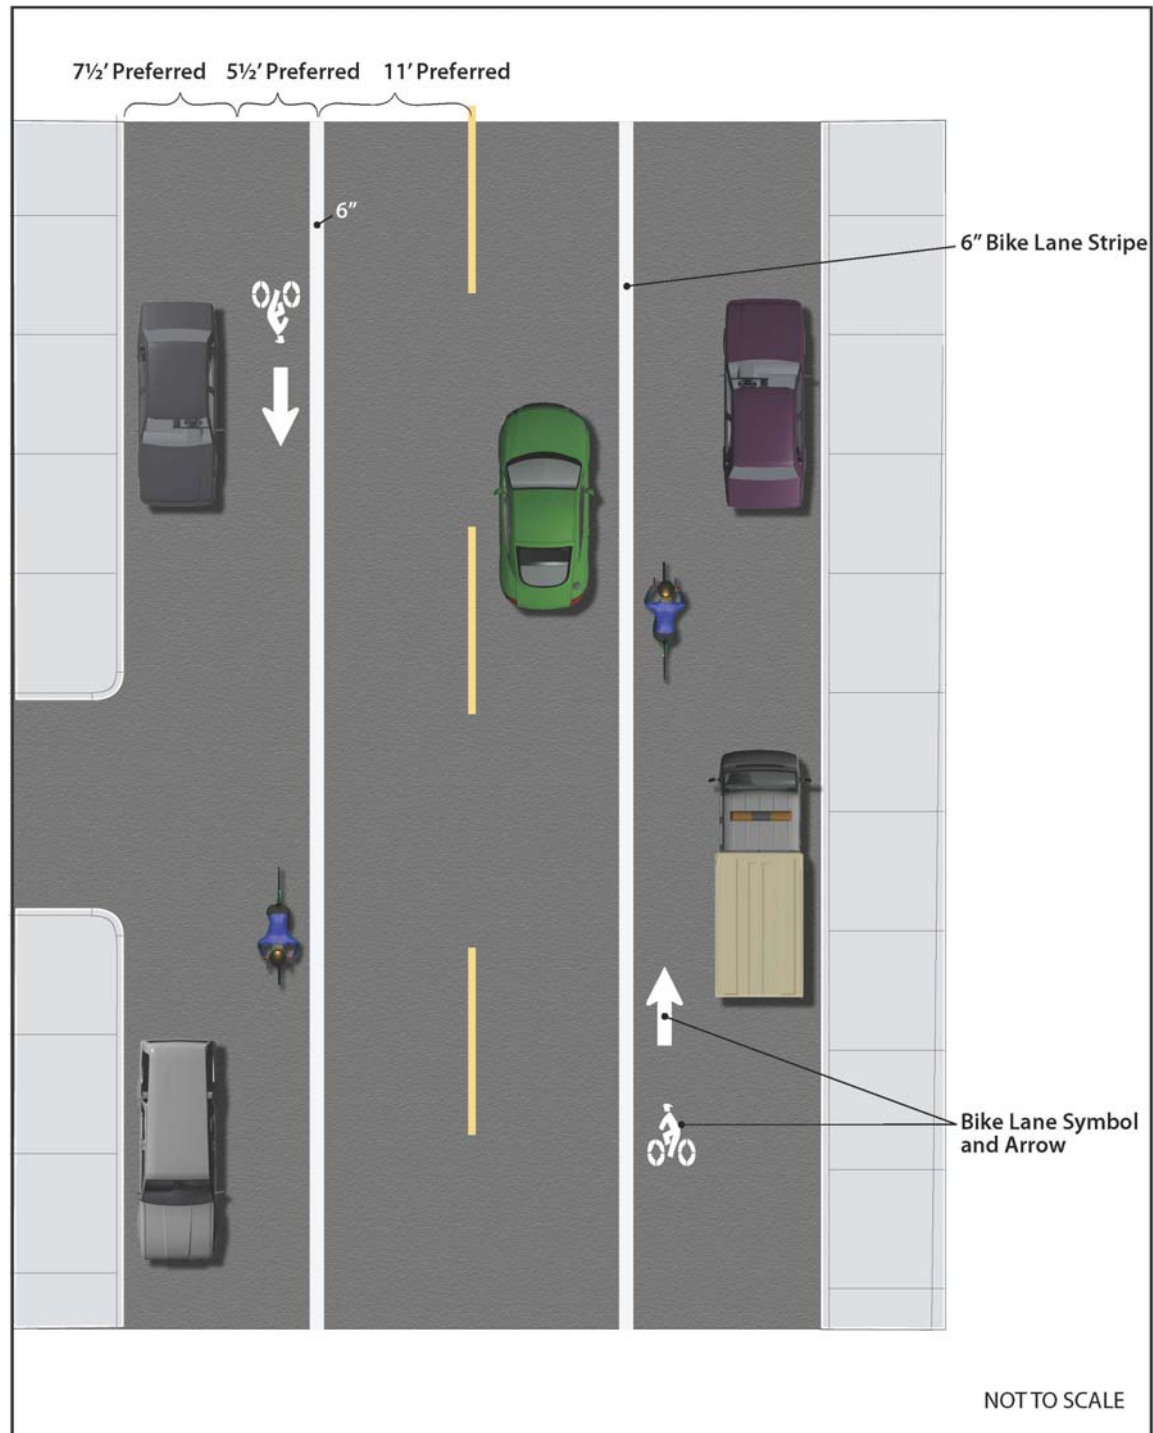 7½’ Preferred 5½’ Preferred 11’ Preferred
6”
6” Bike Lane Stripe
Bike Lane Symbol
and Arrow
NOT TO SCALE